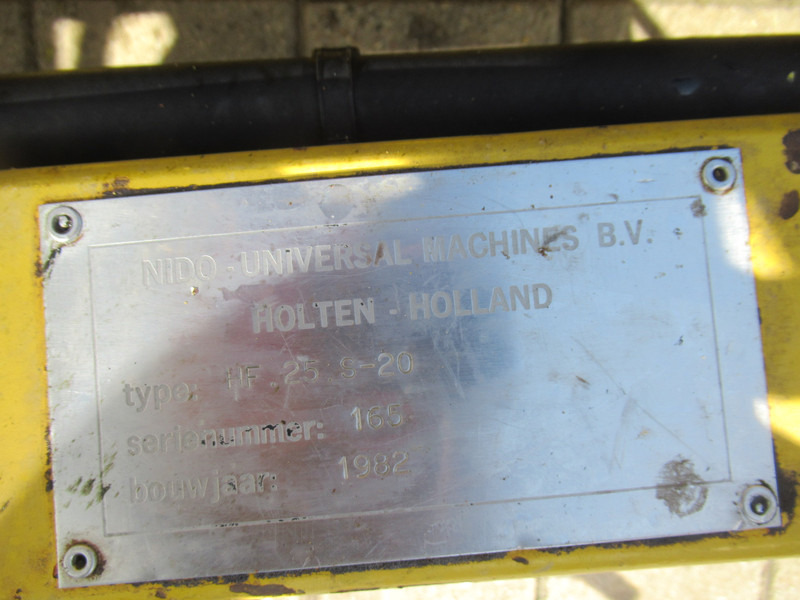 NIDO - UNIVERSAL MACHINES B.V.
HOLTEN - HOLLAND
type: HF.25 S-20
serienummer: 165
bouwjaar: 1982